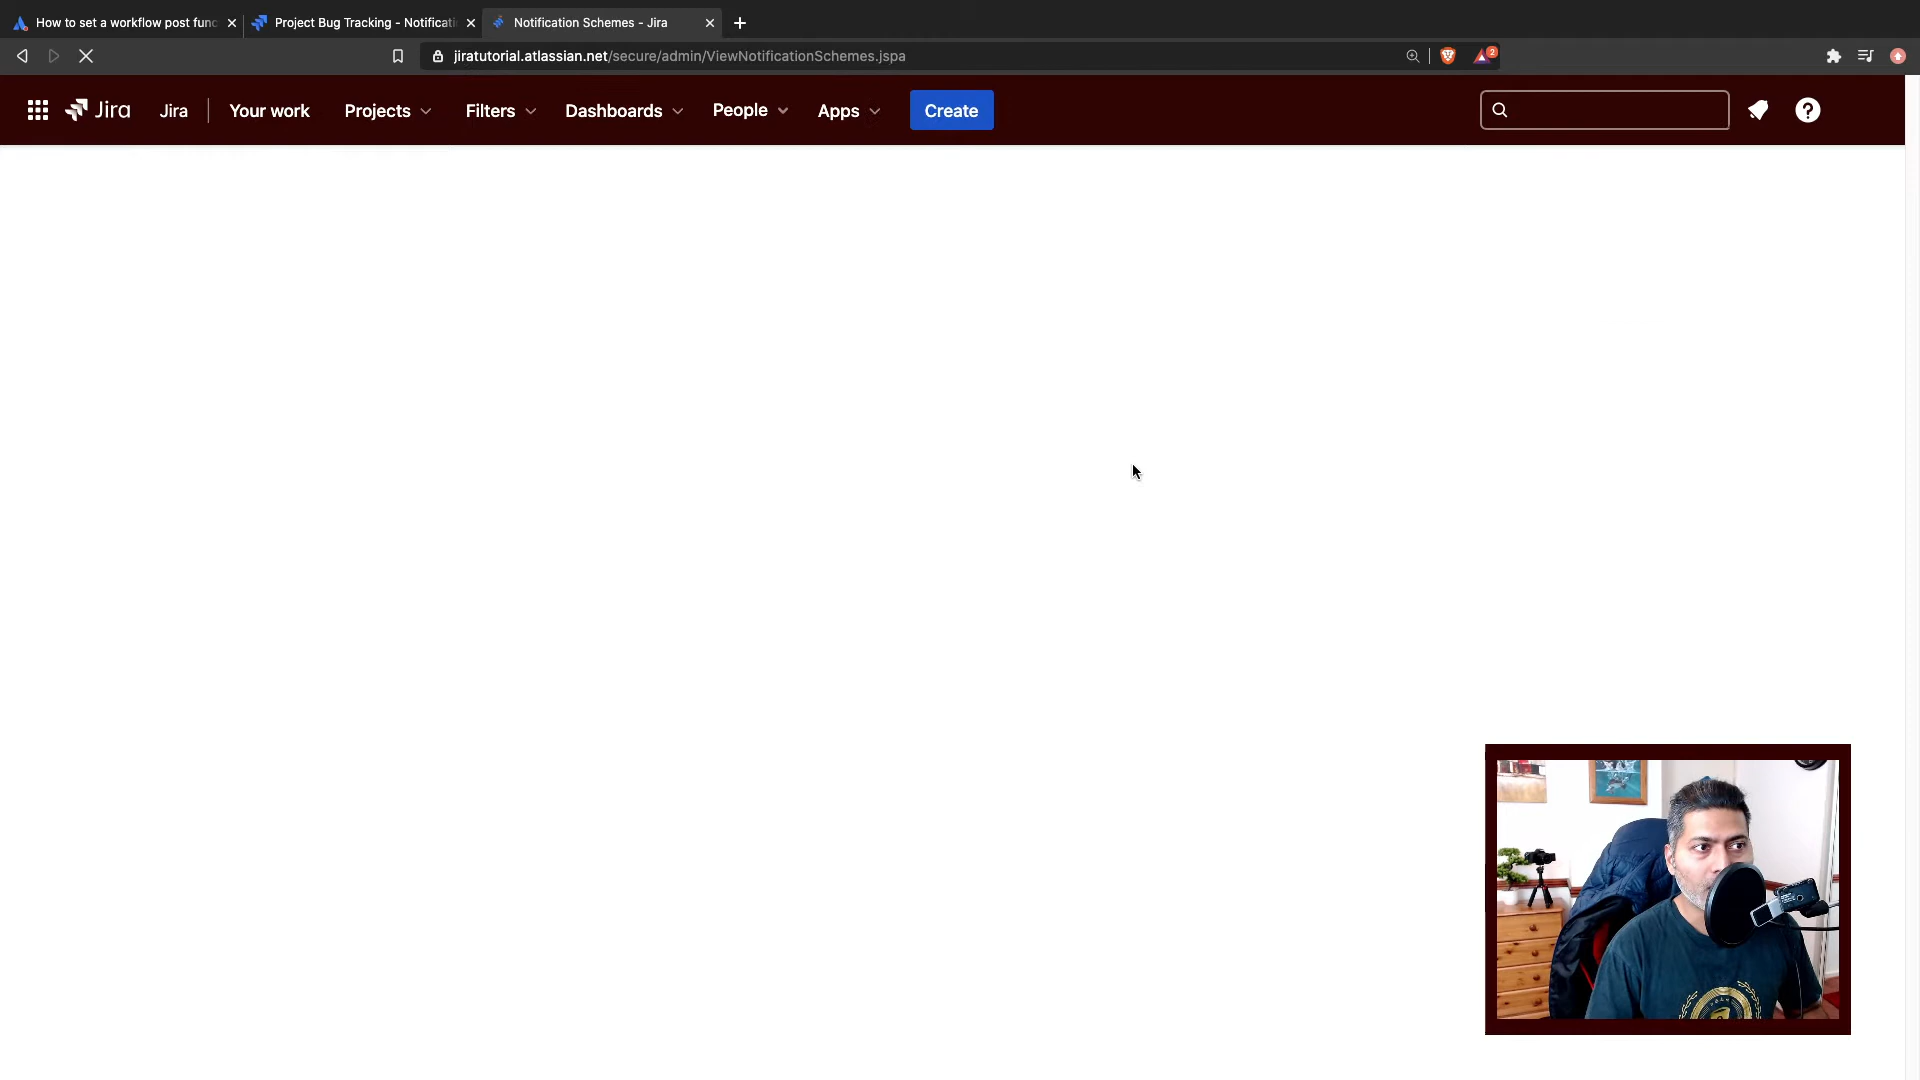 How to set a workflow post func
Project Bug Tracking - Notificati
Notification Schemes - Jira
jiratutorial.atlassian.net/secure/admin/ViewNotificationSchemes.jspa
2
Jira
Jira
Your work
Projects
Filters
Dashboards
People
Apps
Create